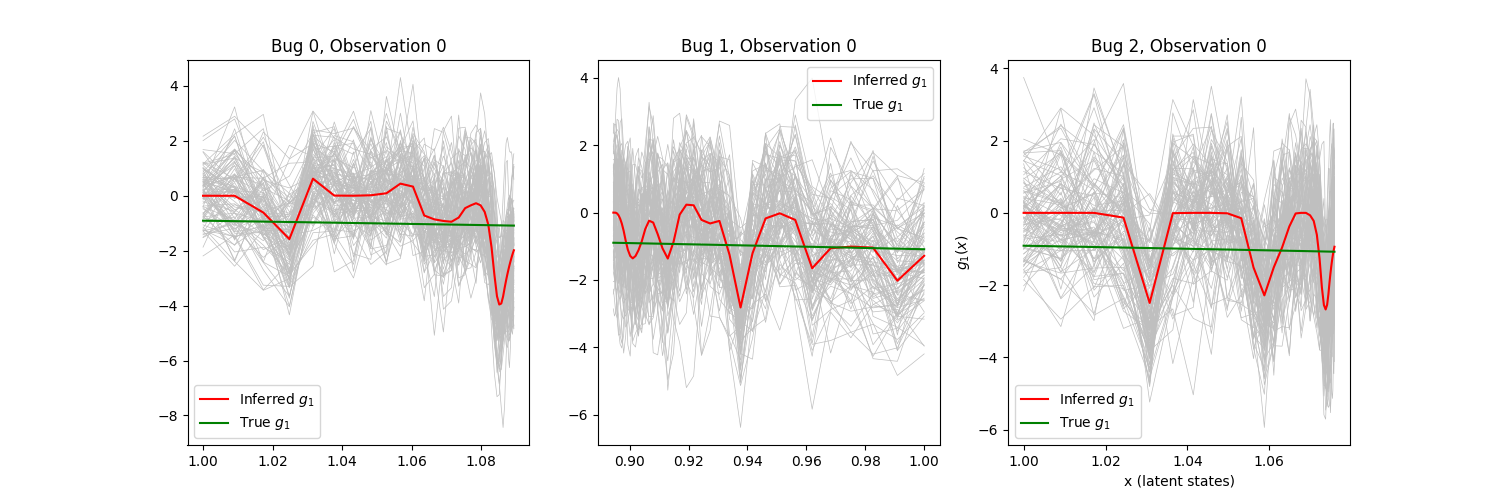 Bug 0, Observation 0
4
2
0
−2
−4
−6
−8
1.00 1.02 1.04 1.06 1.08
Inferred g₁
True g₁
Bug 1, Observation 0
4
2
0
−2
−4
−6
0.90 0.92 0.94 0.96 0.98 1.00
Inferred g₁
True g₁
Bug 2, Observation 0
g₁(x)
4
2
0
−2
−4
−6
1.00 1.02 1.04 1.06
x (latent states)
Inferred g₁
True g₁